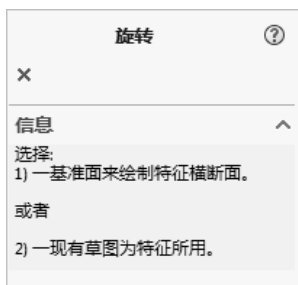 旋转
信息
选择:
1) 一基准面来绘制特征横断面。
或者
2) 一现有草图为特征所用。